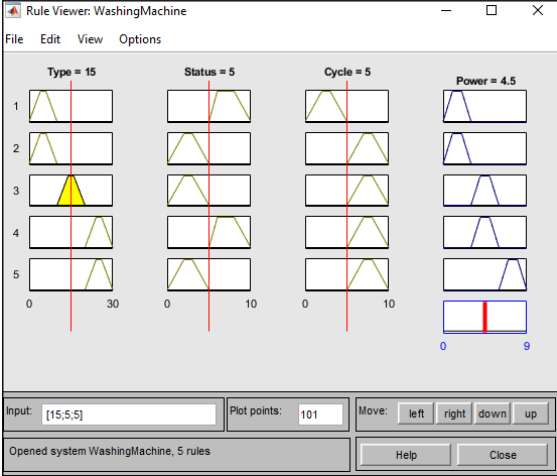 Rule Viewer: WashingMachine
File Edit View Options
Type = 15 Status = 5 Cycle = 5 Power = 4.5
1
2
3
4
5
0 30 0 10 0 10
0 9
Input: [15;5;5] Plot points: 101 Move: left right down up
Opened system WashingMachine, 5 rules Help Close